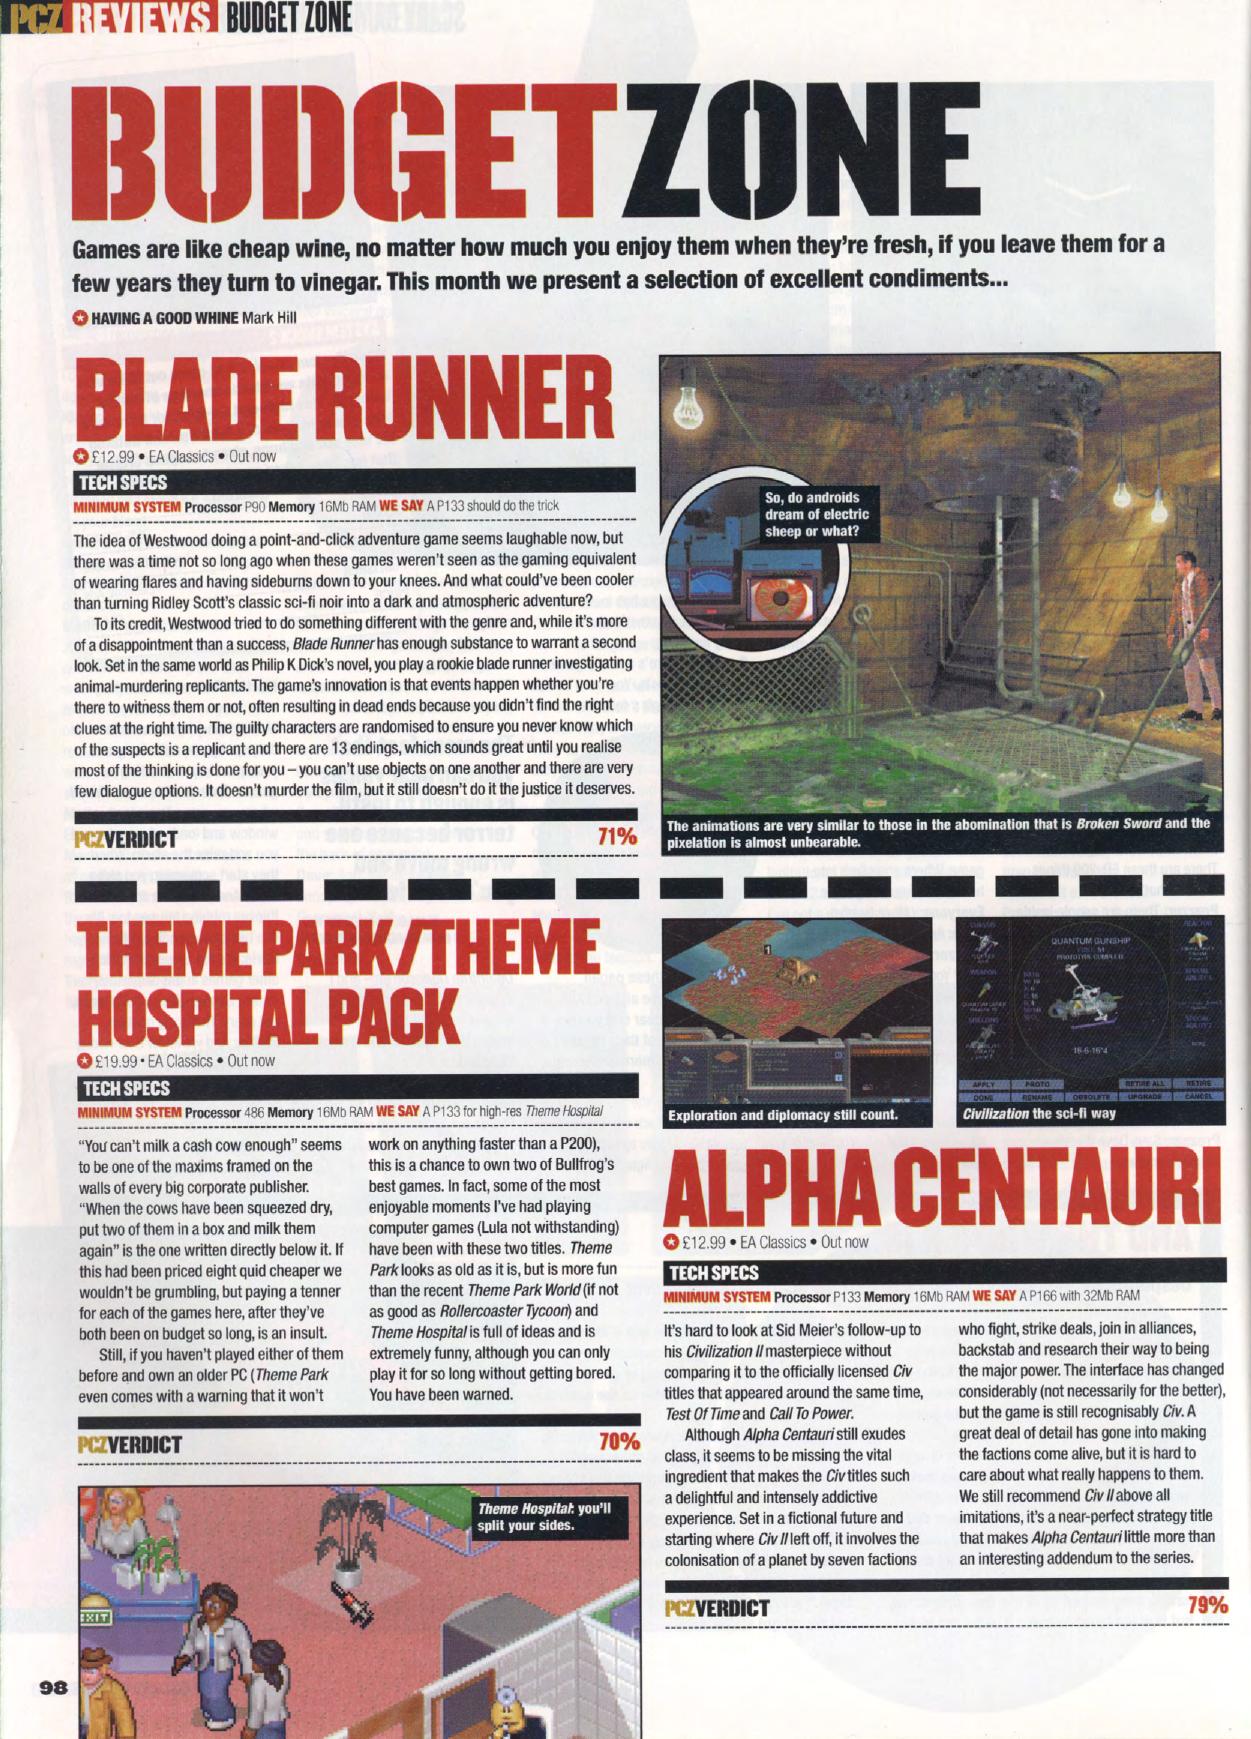 PCZ REVIEWS BUDGET ZONE
BUDGETZONE
Games are like cheap wine, no matter how much you enjoy them when they're fresh, if you leave them for a
few years they turn to vinegar. This month we present a selection of excellent condiments...
HAVING A GOOD WHINE Mark Hill
BLADE RUNNER
£12.99 • EA Classics • Out now
TECH SPECS
MINIMUM SYSTEM Processor P90 Memory 16Mb RAM WE SAY A P133 should do the trick
The idea of Westwood doing a point-and-click adventure game seems laughable now, but
there was a time not so long ago when these games weren't seen as the gaming equivalent
of wearing flares and having sideburns down to your knees. And what could've been cooler
than turning Ridley Scott's classic sci-fi noir into a dark and atmospheric adventure?
To its credit, Westwood tried to do something different with the genre and, while it's more
of a disappointment than a success, Blade Runner has enough substance to warrant a second
look. Set in the same world as Philip K Dick's novel, you play a rookie blade runner investigating
animal-murdering replicants. The game's innovation is that events happen whether you're
there to witness them or not, often resulting in dead ends because you didn't find the right
clues at the right time. The guilty characters are randomised to ensure you never know which
of the suspects is a replicant and there are 13 endings, which sounds great until you realise
most of the thinking is done for you – you can't use objects on one another and there are very
few dialogue options. It doesn't murder the film, but it still doesn't do it the justice it deserves.
PCZVERDICT 71%
So, do androids
dream of electric
sheep or what?
The animations are very similar to those in the abomination that is Broken Sword and the
pixelation is almost unbearable.
THEME PARK/THEME
HOSPITAL PACK
£19.99 • EA Classics • Out now
TECH SPECS
MINIMUM SYSTEM Processor 486 Memory 16Mb RAM WE SAY A P133 for high-res Theme Hospital
"You can't milk a cash cow enough" seems
to be one of the maxims framed on the
walls of every big corporate publisher.
"When the cows have been squeezed dry,
put two of them in a box and milk them
again" is the one written directly below it. If
this had been priced eight quid cheaper we
wouldn't be grumbling, but paying a tenner
for each of the games here, after they've
both been on budget so long, is an insult.
Still, if you haven't played either of them
before and own an older PC (Theme Park
even comes with a warning that it won't
work on anything faster than a P200),
this is a chance to own two of Bullfrog's
best games. In fact, some of the most
enjoyable moments I've had playing
computer games (Lula not withstanding)
have been with these two titles. Theme
Park looks as old as it is, but is more fun
than the recent Theme Park World (if not
as good as Rollercoaster Tycoon) and
Theme Hospital is full of ideas and is
extremely funny, although you can only
play it for so long without getting bored.
You have been warned.
PCZVERDICT 70%
Theme Hospital: you'll
split your sides.
EXIT
1
Exploration and diplomacy still count.
QUANTUM GUNSHIP
PROTOTYPE COMPLETE
WEAPON
REACTOR
16-6-16*4
APPLY PROTO RETIRE ALL RETIRE
DONE RENAME OBSOLETE UPGRADE CANCEL
Civilization the sci-fi way
ALPHA CENTAURI
£12.99 • EA Classics • Out now
TECH SPECS
MINIMUM SYSTEM Processor P133 Memory 16Mb RAM WE SAY A P166 with 32Mb RAM
It's hard to look at Sid Meier's follow-up to
his Civilization II masterpiece without
comparing it to the officially licensed Civ
titles that appeared around the same time,
Test Of Time and Call To Power.
Although Alpha Centauri still exudes
class, it seems to be missing the vital
ingredient that makes the Civ titles such
a delightful and intensely addictive
experience. Set in a fictional future and
starting where Civ II left off, it involves the
colonisation of a planet by seven factions
who fight, strike deals, join in alliances,
backstab and research their way to being
the major power. The interface has changed
considerably (not necessarily for the better),
but the game is still recognisably Civ. A
great deal of detail has gone into making
the factions come alive, but it is hard to
care about what really happens to them.
We still recommend Civ II above all
imitations, it's a near-perfect strategy title
that makes Alpha Centauri little more than
an interesting addendum to the series.
PCZVERDICT 79%
98